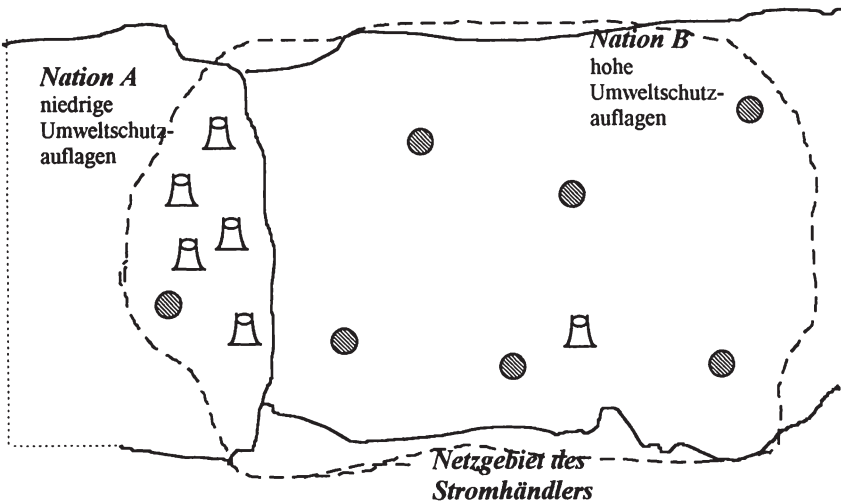 Nation A
niedrige
Umweltschutz-
auflagen
Nation B
hohe
Umweltschutz-
auflagen
Netzgebiet des
Stromhändlers